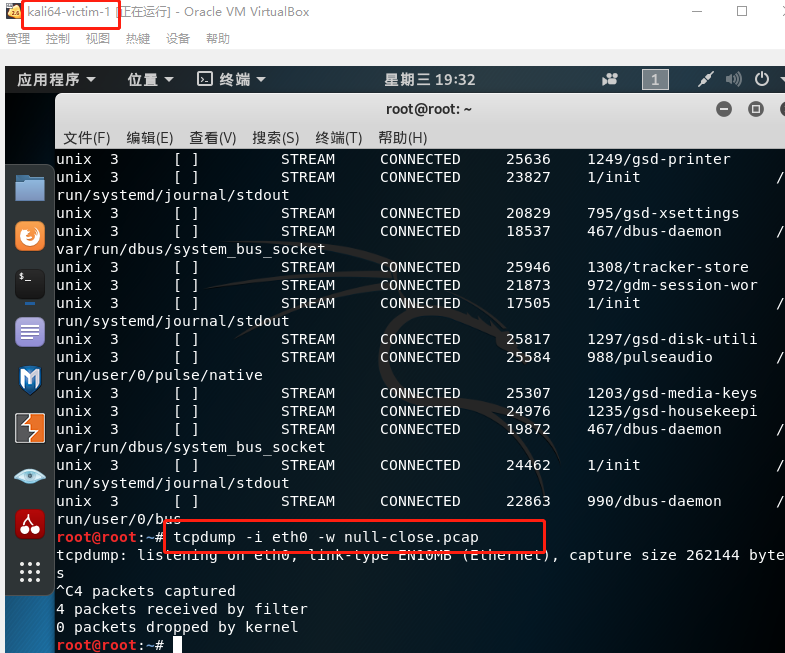 kali64-victim-1 [正在运行] - Oracle VM VirtualBox
管理 控制 视图 热键 设备 帮助
应用程序 位置 终端 星期三 19:32 1
root@root: ~
文件(F) 编辑(E) 查看(V) 搜索(S) 终端(T) 帮助(H)
unix 3 [ ] STREAM CONNECTED 25636 1249/gsd-printer
unix 3 [ ] STREAM CONNECTED 23827 1/init /
run/systemd/journal/stdout
unix 3 [ ] STREAM CONNECTED 20829 795/gsd-xsettings
unix 3 [ ] STREAM CONNECTED 18537 467/dbus-daemon /
var/run/dbus/system_bus_socket
unix 3 [ ] STREAM CONNECTED 25946 1308/tracker-store
unix 3 [ ] STREAM CONNECTED 21873 972/gdm-session-wor
unix 3 [ ] STREAM CONNECTED 17505 1/init /
run/systemd/journal/stdout
unix 3 [ ] STREAM CONNECTED 25817 1297/gsd-disk-utili
unix 3 [ ] STREAM CONNECTED 25584 988/pulseaudio /
run/user/0/pulse/native
unix 3 [ ] STREAM CONNECTED 25307 1203/gsd-media-keys
unix 3 [ ] STREAM CONNECTED 24976 1235/gsd-housekeepi
unix 3 [ ] STREAM CONNECTED 19872 467/dbus-daemon /
var/run/dbus/system_bus_socket
unix 3 [ ] STREAM CONNECTED 24462 1/init /
run/systemd/journal/stdout
unix 3 [ ] STREAM CONNECTED 22863 990/dbus-daemon /
run/user/0/bus
root@root:~# tcpdump -i eth0 -w null-close.pcap
tcpdump: listening on eth0, link-type EN10MB (Ethernet), capture size 262144 byte
s
^C4 packets captured
4 packets received by filter
0 packets dropped by kernel
root@root:~#